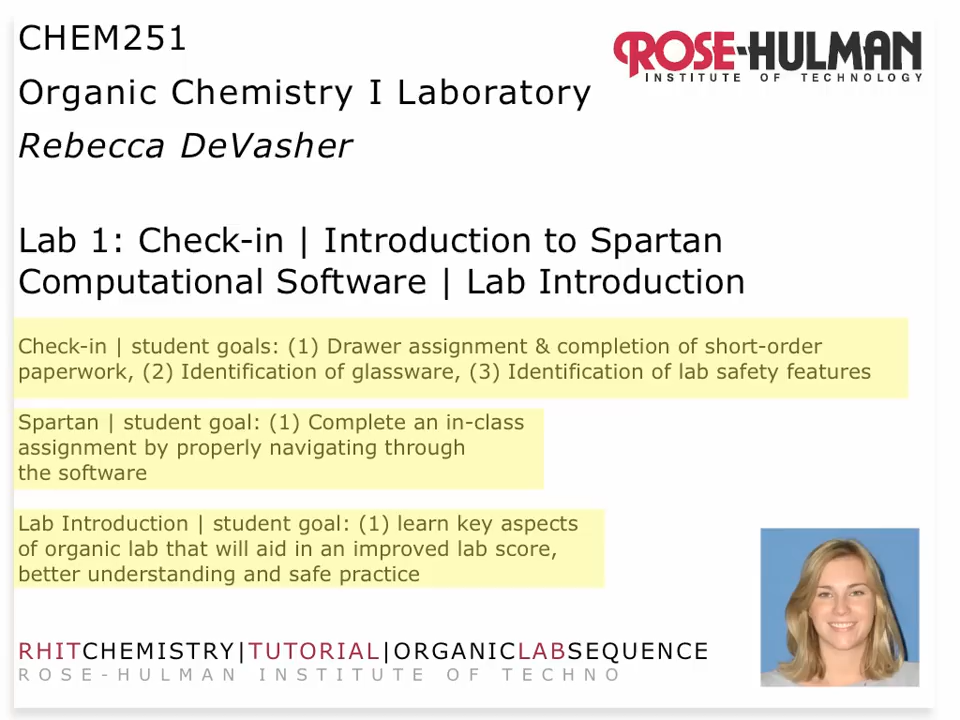 CHEM251
ROSE-HULMAN
INSTITUTE OF TECHNOLOGY
Organic Chemistry I Laboratory
Rebecca DeVasher
Lab 1: Check-in | Introduction to Spartan
Computational Software | Lab Introduction
Check-in | student goals: (1) Drawer assignment & completion of short-order
paperwork, (2) Identification of glassware, (3) Identification of lab safety features
Spartan | student goal: (1) Complete an in-class
assignment by properly navigating through
the software
Lab Introduction | student goal: (1) learn key aspects
of organic lab that will aid in an improved lab score,
better understanding and safe practice
RHITCHEMISTRY|TUTORIAL|ORGANICLABSEQUENCE
ROSE-HULMAN INSTITUTE OF TECHNO